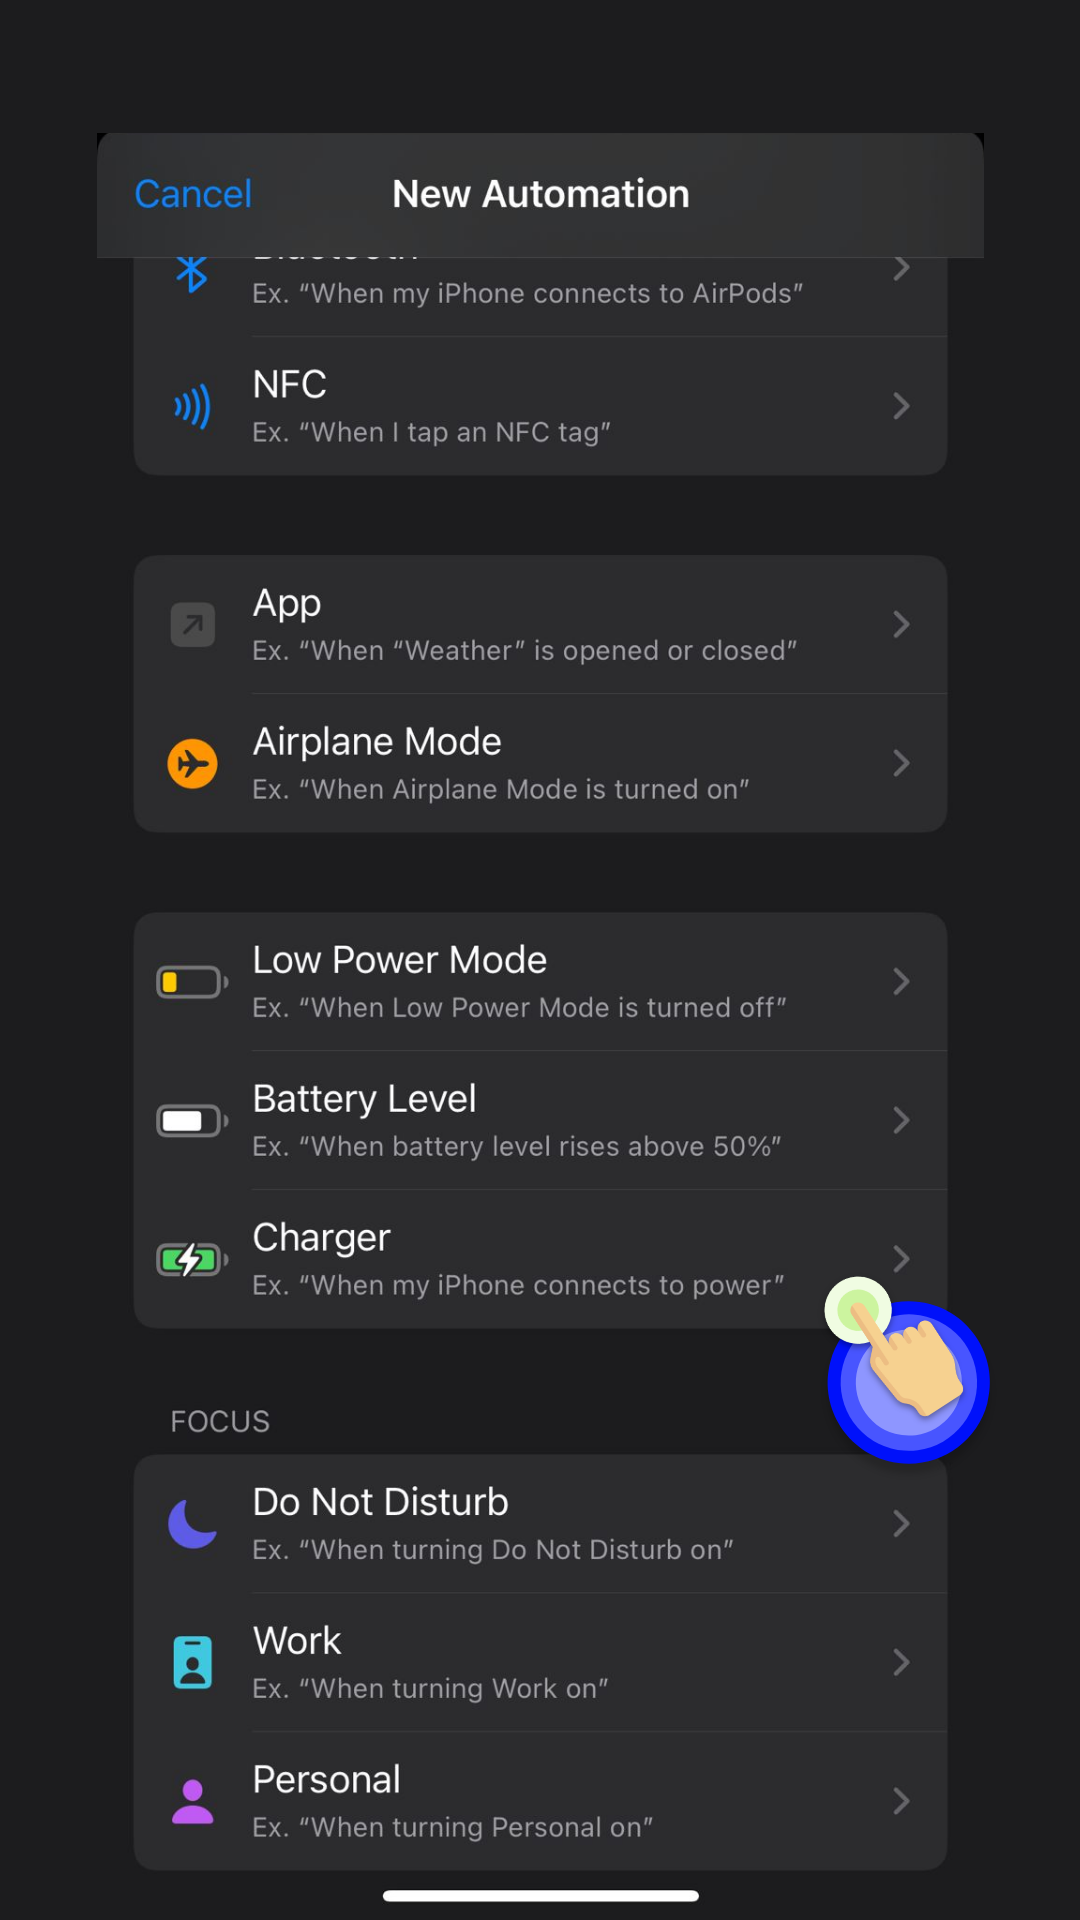 Cancel
New Automation
Ex. “When my iPhone connects to AirPods”
NFC
Ex. “When I tap an NFC tag”
App
Ex. “When “Weather” is opened or closed”
Airplane Mode
Ex. “When Airplane Mode is turned on”
Low Power Mode
Ex. “When Low Power Mode is turned off”
Battery Level
Ex. “When battery level rises above 50%”
Charger
Ex. “When my iPhone connects to power”
FOCUS
Do Not Disturb
Ex. “When turning Do Not Disturb on”
Work
Ex. “When turning Work on”
Personal
Ex. “When turning Personal on”